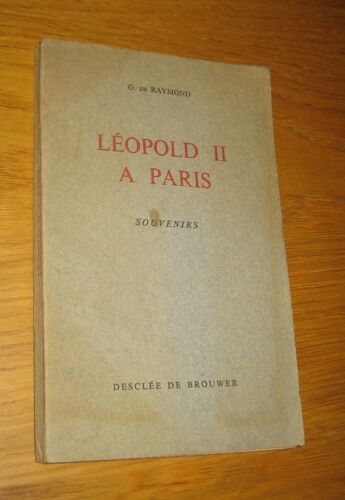 G. DE RAYMOND
LÉOPOLD II
A PARIS
SOUVENIRS
DESCLÉE DE BROUWER